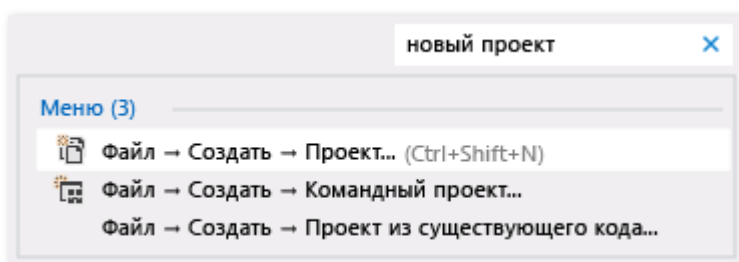 новый проект
Меню (3)
Файл → Создать → Проект... (Ctrl+Shift+N)
Файл → Создать → Командный проект...
Файл → Создать → Проект из существующего кода...